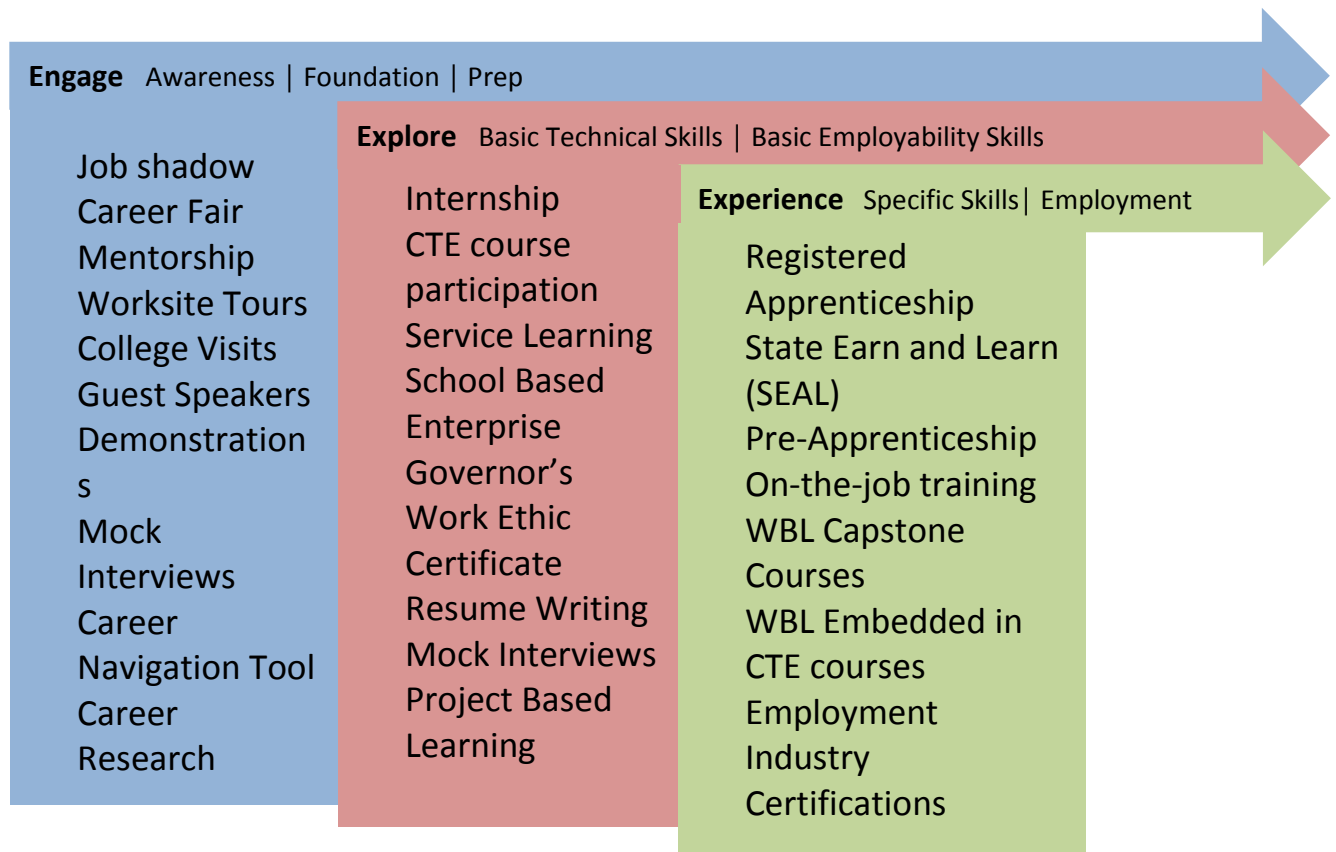 Engage Awareness | Foundation | Prep
Job shadow
Career Fair
Mentorship
Worksite Tours
College Visits
Guest Speakers
Demonstration
s
Mock
Interviews
Career
Navigation Tool
Career
Research
Explore Basic Technical Skills | Basic Employability Skills
Internship
CTE course
participation
Service Learning
School Based
Enterprise
Governor’s
Work Ethic
Certificate
Resume Writing
Mock Interviews
Project Based
Learning
Experience Specific Skills| Employment
Registered
Apprenticeship
State Earn and Learn
(SEAL)
Pre-Apprenticeship
On-the-job training
WBL Capstone
Courses
WBL Embedded in
CTE courses
Employment
Industry
Certifications